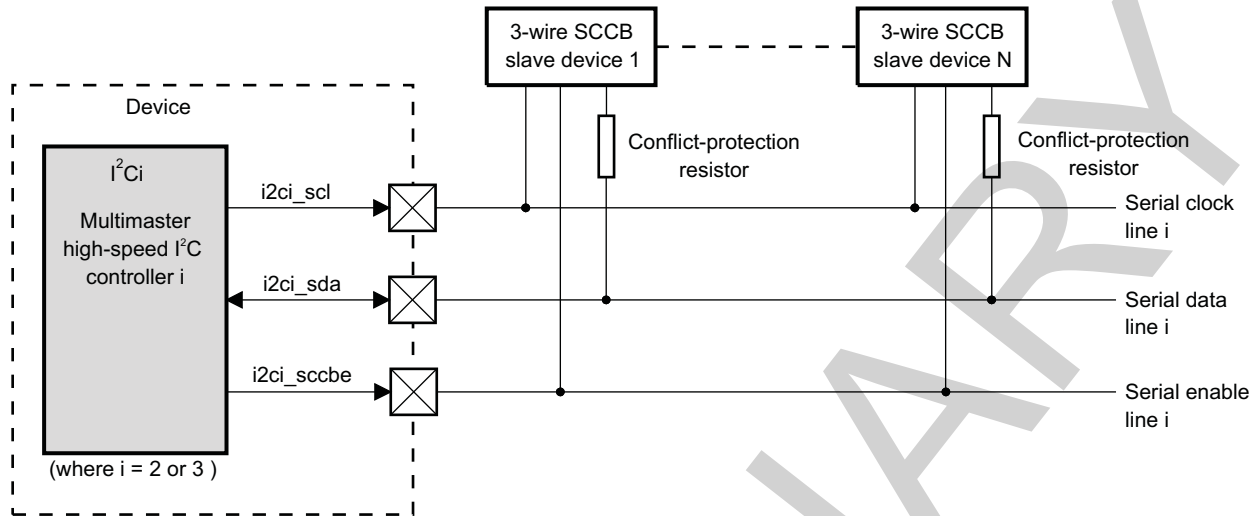 3-wire SCCB
slave device 1
3-wire SCCB
slave device N
Device
Conflict-protection
resistor
Conflict-protection
resistor
I²Ci
Multimaster
high-speed I²C
controller i
i2ci_scl
Serial clock
line i
i2ci_sda
Serial data
line i
i2ci_sccbe
Serial enable
line i
(where i = 2 or 3 )